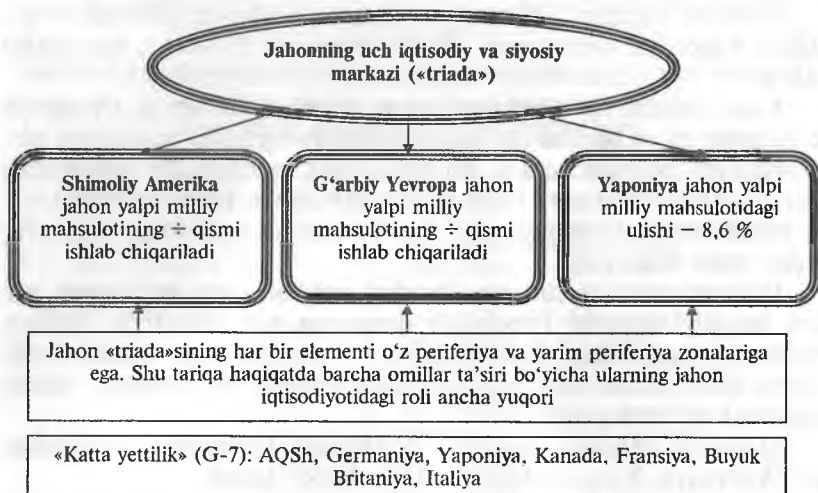 Jahonning uch iqtisodiy va siyosiy
markazi («triada»)
Shimoliy Amerika
jahon yalpi milliy
mahsulotining ÷ qismi
ishlab chiqariladi
G‘arbiy Yevropa jahon
yalpi milliy
mahsulotining ÷ qismi
ishlab chiqariladi
Yaponiya jahon yalpi
milliy mahsulotidagi
ulishi — 8,6 %
Jahon «triada»sining har bir elementi o‘z periferiya va yarim periferiya zonalariga
ega. Shu tariqa haqiqatda barcha omillar ta’siri bo‘yicha ularning jahon
iqtisodiyotidagi roli ancha yuqori
«Katta yettilik» (G-7): AQSh, Germaniya, Yaponiya, Kanada, Fransiya, Buyuk
Britaniya, Italiya